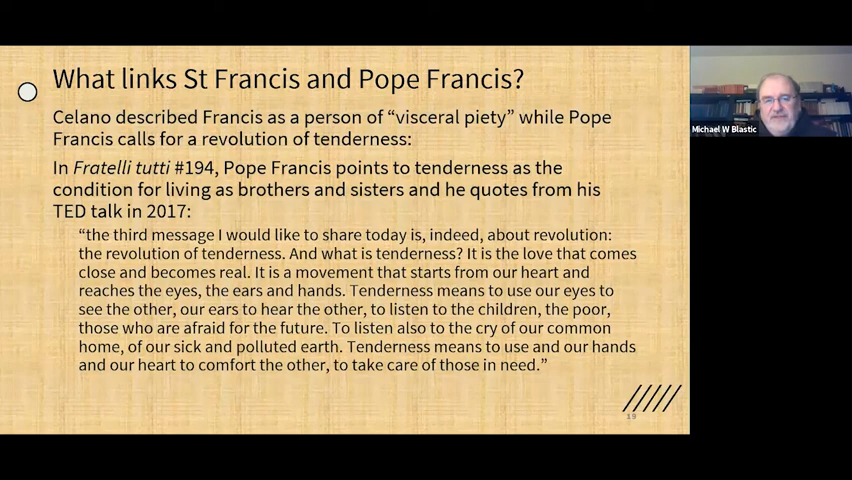 What links St Francis and Pope Francis?
Celano described Francis as a person of “visceral piety” while Pope
Francis calls for a revolution of tenderness:
In Fratelli tutti #194, Pope Francis points to tenderness as the
condition for living as brothers and sisters and he quotes from his
TED talk in 2017:
“the third message I would like to share today is, indeed, about revolution:
the revolution of tenderness. And what is tenderness? It is the love that comes
close and becomes real. It is a movement that starts from our heart and
reaches the eyes, the ears and hands. Tenderness means to use our eyes to
see the other, our ears to hear the other, to listen to the children, the poor,
those who are afraid for the future. To listen also to the cry of our common
home, of our sick and polluted earth. Tenderness means to use and our hands
and our heart to comfort the other, to take care of those in need.”
19
Michael W Blastic